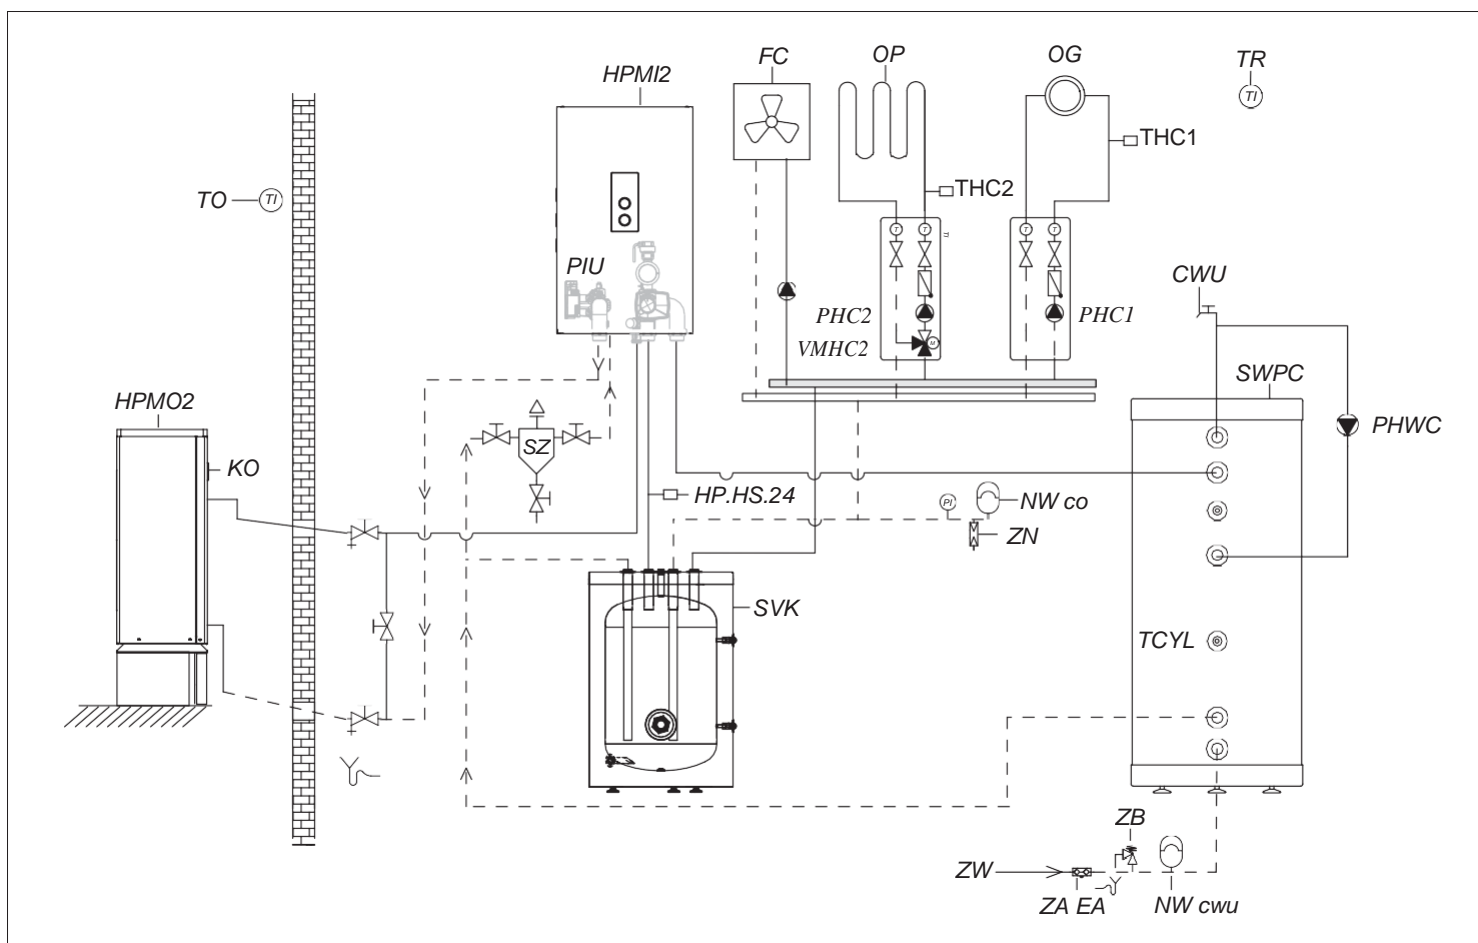 FC
OP
OG
TR
HPMI2
TI
THC1
TO
TI
THC2
T
T
TI
T
T
PIU
CWU
PHC2
PHC1
VMHC2
M
SWPC
HPMO2
PHWC
SZ
KO
HP.HS.24
PI
NW co
ZN
SVK
TCYL
ZB
ZW
ZA EA
NW cwu